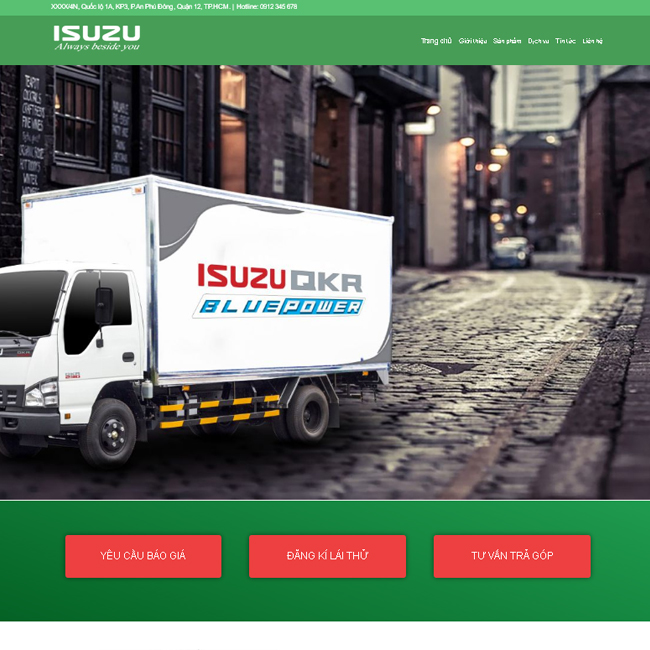 XXXX/4N, Quốc lộ 1A, KP3, P.An Phú Đông, Quận 12, TP.HCM. | Hotline: 0912 345 678
ISUZU
Always beside you
Trang chủ Giới thiệu Sản phẩm Dịch vụ Tin tức Liên hệ
ISUZU QKR
BLUE POWER
QKR
YÊU CẦU BÁO GIÁ
ĐĂNG KÍ LÁI THỬ
TƯ VẤN TRẢ GÓP